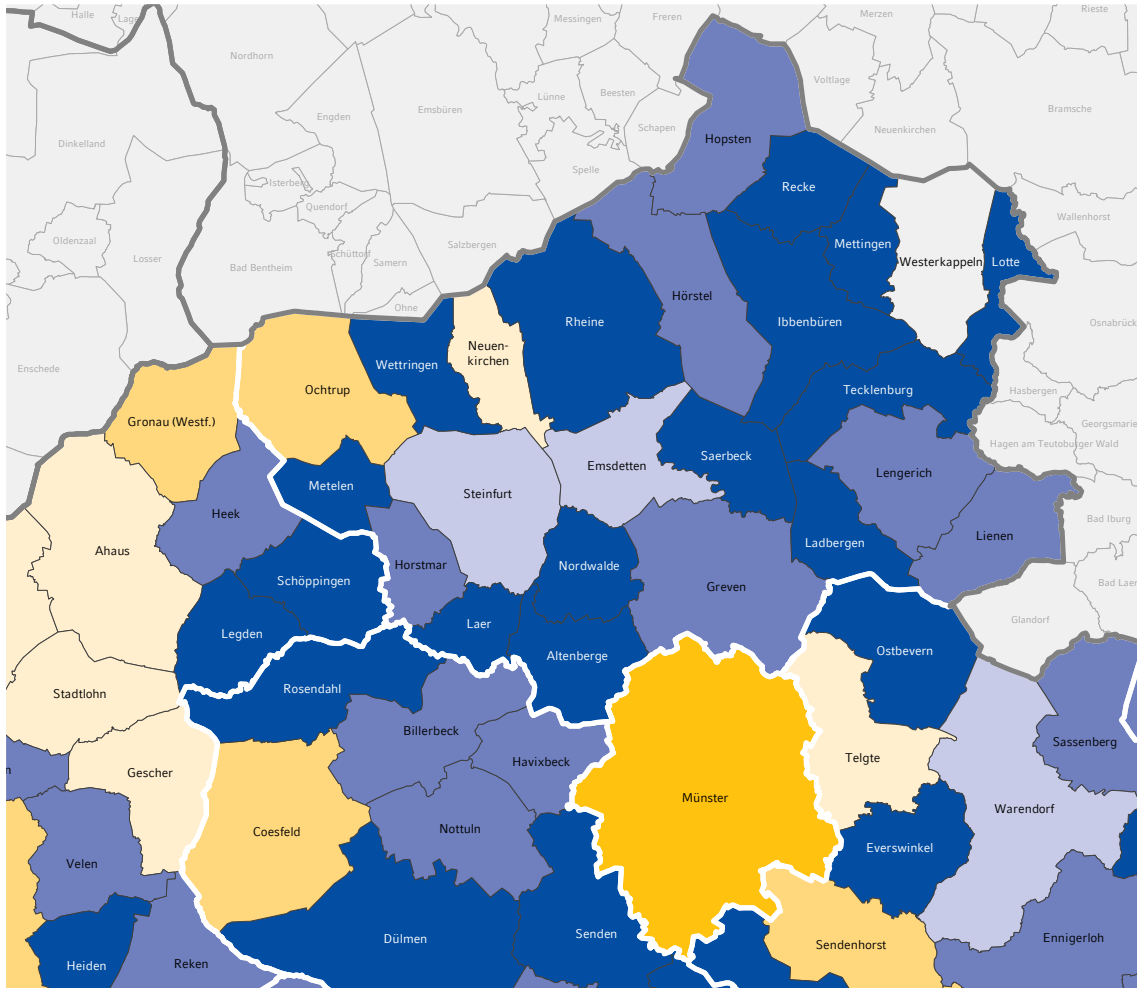 Halle
Lage
Messingen
Freren
Merzen
Rieste
Nordhorn
Voltlage
Lünne
Beesten
Emsbüren
Bramsche
Engden
Schapen
Neuenkirchen
Hopsten
Dinkelland
Spelle
Isterberg
Recke
Quendorf
Wallenhorst
Oldenzaal
Losser
Salzbergen
Mettingen
Schüttorf
Samern
Bad Bentheim
Westerkappeln
Lotte
Hörstel
Ohne
Rheine
Ibbenbüren
Osnabrück
Neuen-
kirchen
Enschede
Wettringen
Ochtrup
Tecklenburg
Hasbergen
Gronau (Westf.)
Georgsmarie
Hagen am Teutoburger Wald
Saerbeck
Emsdetten
Lengerich
Metelen
Steinfurt
Heek
Bad Iburg
Lienen
Ladbergen
Ahaus
Horstmar
Nordwalde
Schöppingen
Greven
Bad Laer
Glandorf
Laer
Legden
Ostbevern
Altenberge
Rosendahl
Stadtlohn
Billerbeck
Sassenberg
Telgte
Havixbeck
n
Gescher
Münster
Warendorf
Nottuln
Coesfeld
Everswinkel
Velen
Senden
Dülmen
Ennigerloh
Sendenhorst
Reken
Heiden